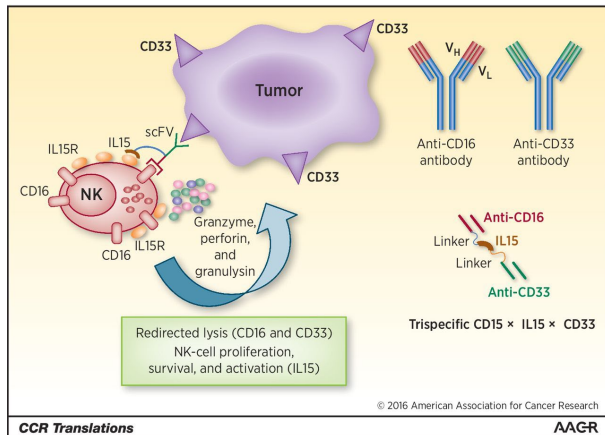 CD33
CD33
Tumor
CD33
scFV
IL15
IL15R
CD16
NK
CD16
IL15R
Granzyme,
perforin,
and
granulysin
Redirected lysis (CD16 and CD33)
NK-cell proliferation,
survival, and activation (IL15)
VH
VL
Anti-CD16
antibody
Anti-CD33
antibody
Anti-CD16
Linker
IL15
Linker
Anti-CD33
Trispecific CD15 × IL15 × CD33
© 2016 American Association for Cancer Research
CCR Translations
AACR